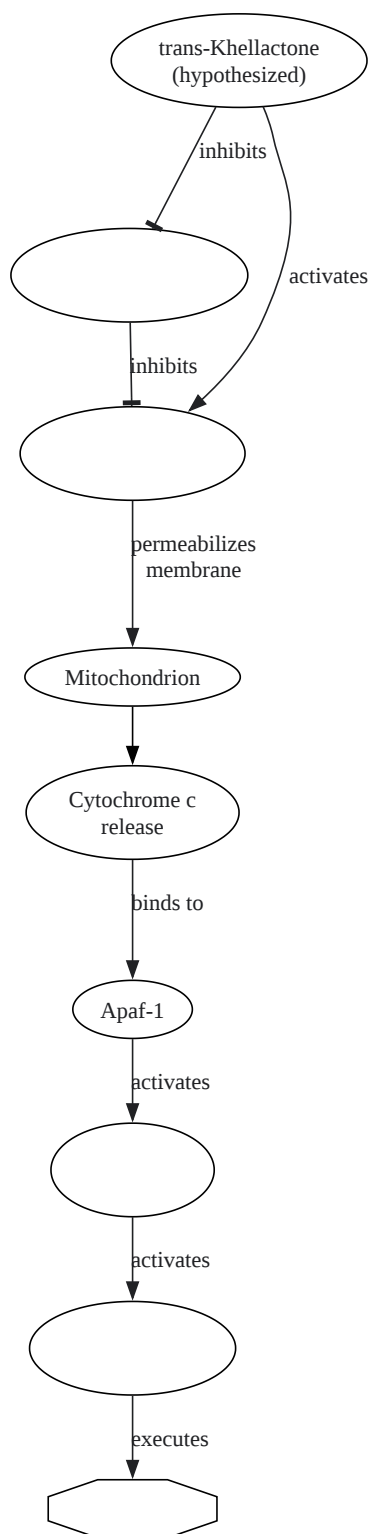 trans-Khellactone
(hypothesized)
inhibits
activates
inhibits
permeabilizes
membrane
Mitochondrion
Cytochrome c
release
binds to
Apaf-1
activates
activates
executes